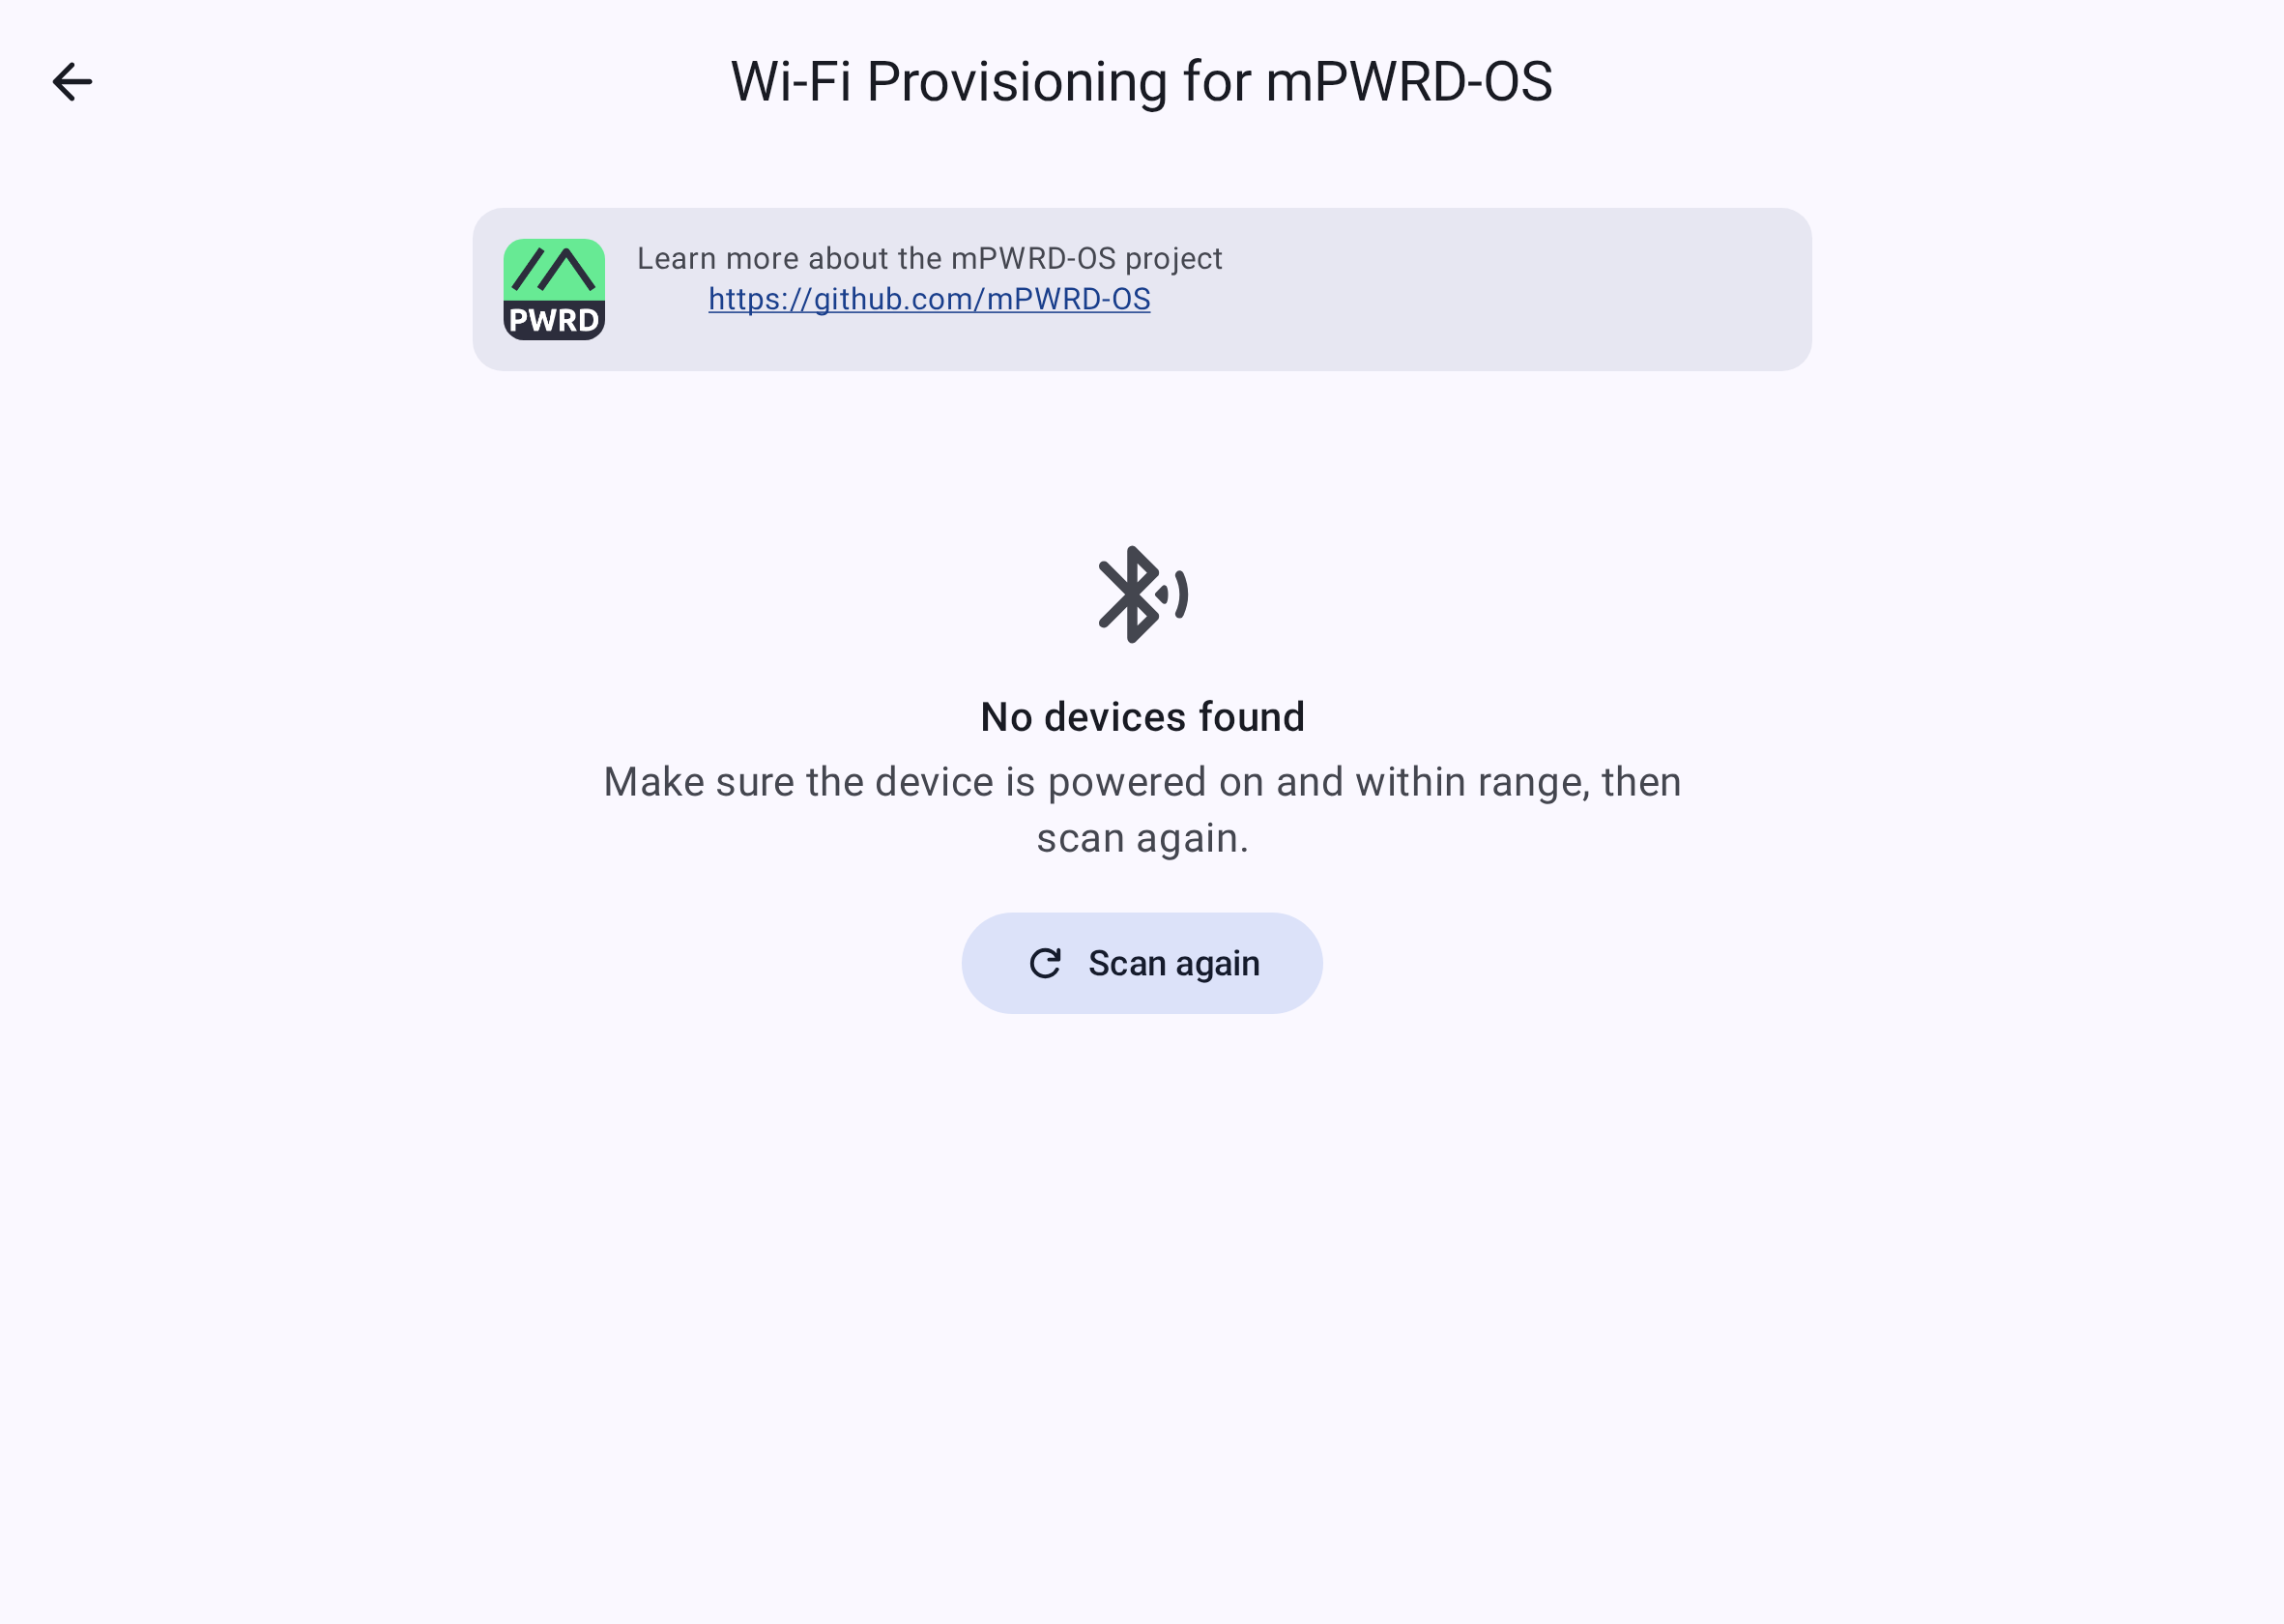 Wi-Fi Provisioning for mPWRD-OS
PWRD
Learn more about the mPWRD-OS project
https://github.com/mPWRD-OS
No devices found
Make sure the device is powered on and within range, then
scan again.
Scan again